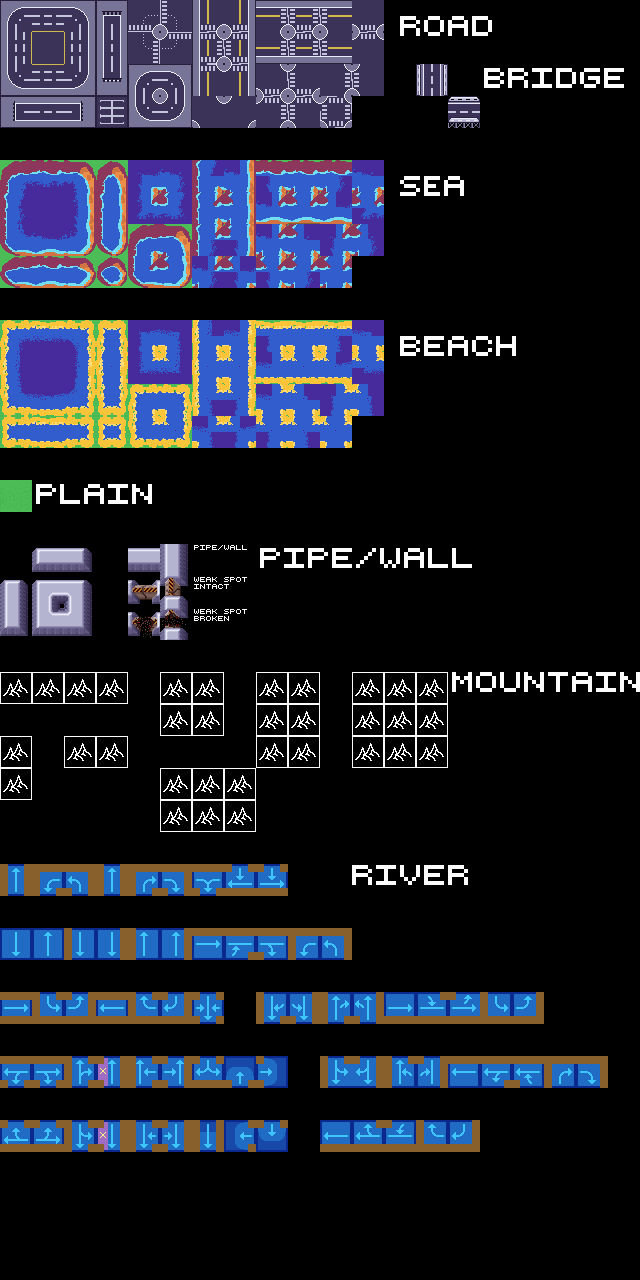 ROAD
BRIDGE
SEA
BEACH
PLAIN
PIPE/WALL
PIPE/WALL
WEAK SPOT
INTACT
WEAK SPOT
BROKEN
MOUNTAIN
RIVER